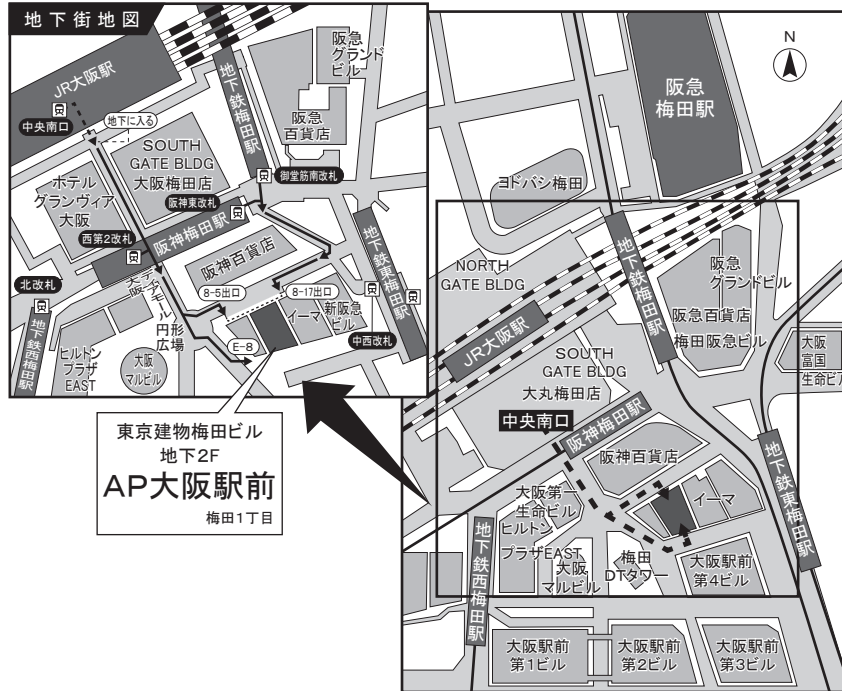 地下街地図
JR大阪駅
中央南口
地下に入る
地下鉄梅田駅
阪急
グランド
ビル
阪急
百貨店
SOUTH
GATE BLDG
大阪梅田店
御堂筋南改札
ホテル
グランヴィア
大阪
阪神東改札
西第2改札
阪神梅田駅
阪神百貨店
北改札
ディアモール
大阪
円形
広場
8-5出口
8-17出口
イーマ
新阪急
ビル
地下鉄東梅田駅
中西改札
地下鉄西梅田駅
ヒルトン
プラザ
EAST
大阪
マルビル
E-8
東京建物梅田ビル
地下2F
AP大阪駅前
梅田1丁目
N
阪急
梅田駅
ヨドバシ梅田
地下鉄梅田駅
NORTH
GATE BLDG
阪急
グランドビル
阪急百貨店
梅田阪急ビル
JR大阪駅
SOUTH
GATE BLDG
大丸梅田店
大阪
富国
生命ビル
中央南口
阪神梅田駅
阪神百貨店
地下鉄東梅田駅
大阪第一
生命ビル
イーマ
ヒルトン
プラザEAST
大阪
マルビル
梅田
DTタワー
大阪駅前
第4ビル
地下鉄西梅田駅
大阪駅前
第1ビル
大阪駅前
第2ビル
大阪駅前
第3ビル